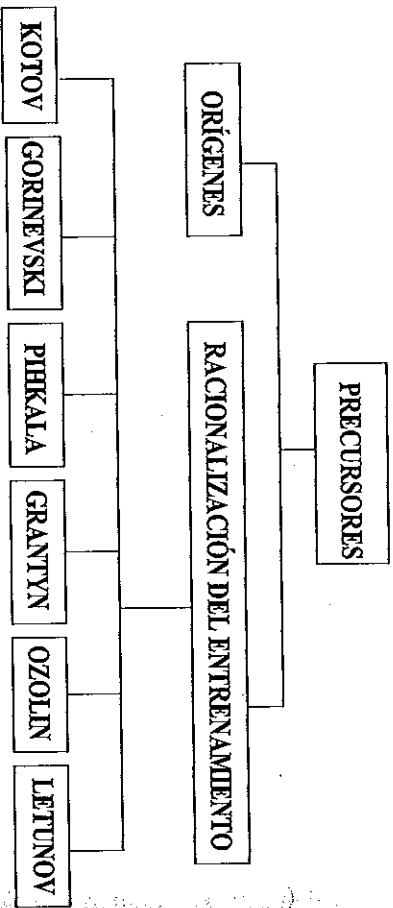 PRECURSORES
ORÍGENES
RACIONALIZACIÓN DEL ENTRENAMIENTO
KOTOV
GORINEVSKI
PIHKALA
GRANTYN
OZOLIN
LETUNOV